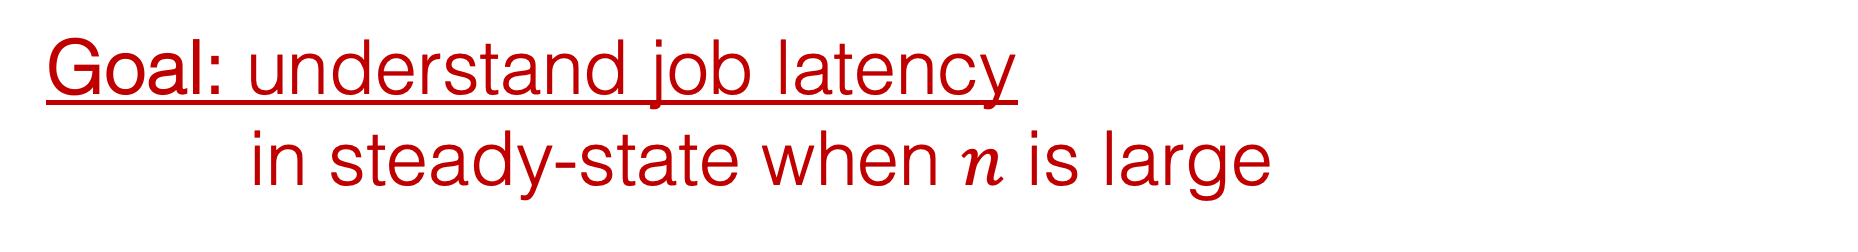 Goal: understand job latency
in steady-state when n is large